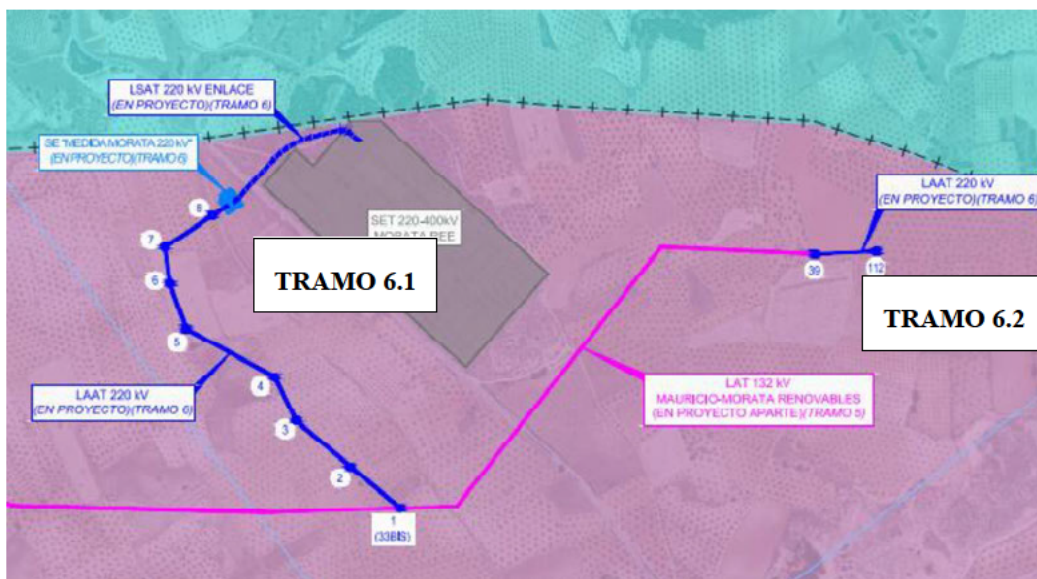 LSAT 220 kV ENLACE
(EN PROYECTO)(TRAMO 6)
SE "MEDIDA MORATA 220 kV"
(EN PROYECTO)(TRAMO 6)
LAAT 220 kV
(EN PROYECTO)(TRAMO 6)
8
SET 220-400kV
MORATA REE
7
39
112
TRAMO 6.1
6
TRAMO 6.2
5
4
LAAT 220 kV
(EN PROYECTO)(TRAMO 6)
LAT 132 kV
MAURICIO-MORATA RENOVABLES
(EN PROYECTO APARTE)(TRAMO 5)
3
2
1
(33BIS)